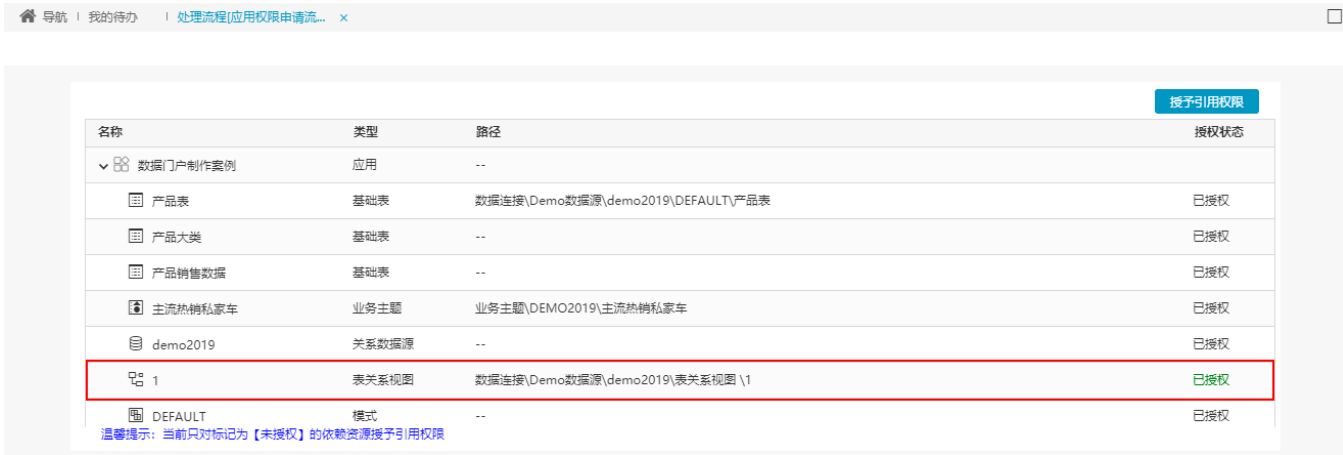 导航 | 我的待办 | 处理流程[应用权限申请流... ×
授予引用权限
名称 类型 路径 授权状态
数据门户制作案例 应用 --
产品表 基础表 数据连接\Demo数据源\demo2019\DEFAULT\产品表 已授权
产品大类 基础表 -- 已授权
产品销售数据 基础表 -- 已授权
主流热销私家车 业务主题 业务主题\DEMO2019\主流热销私家车 已授权
demo2019 关系数据源 -- 已授权
1 表关系视图 数据连接\Demo数据源\demo2019\表关系视图 \1 已授权
DEFAULT 模式 -- 已授权
温馨提示：当前只对标记为【未授权】的依赖资源授予引用权限